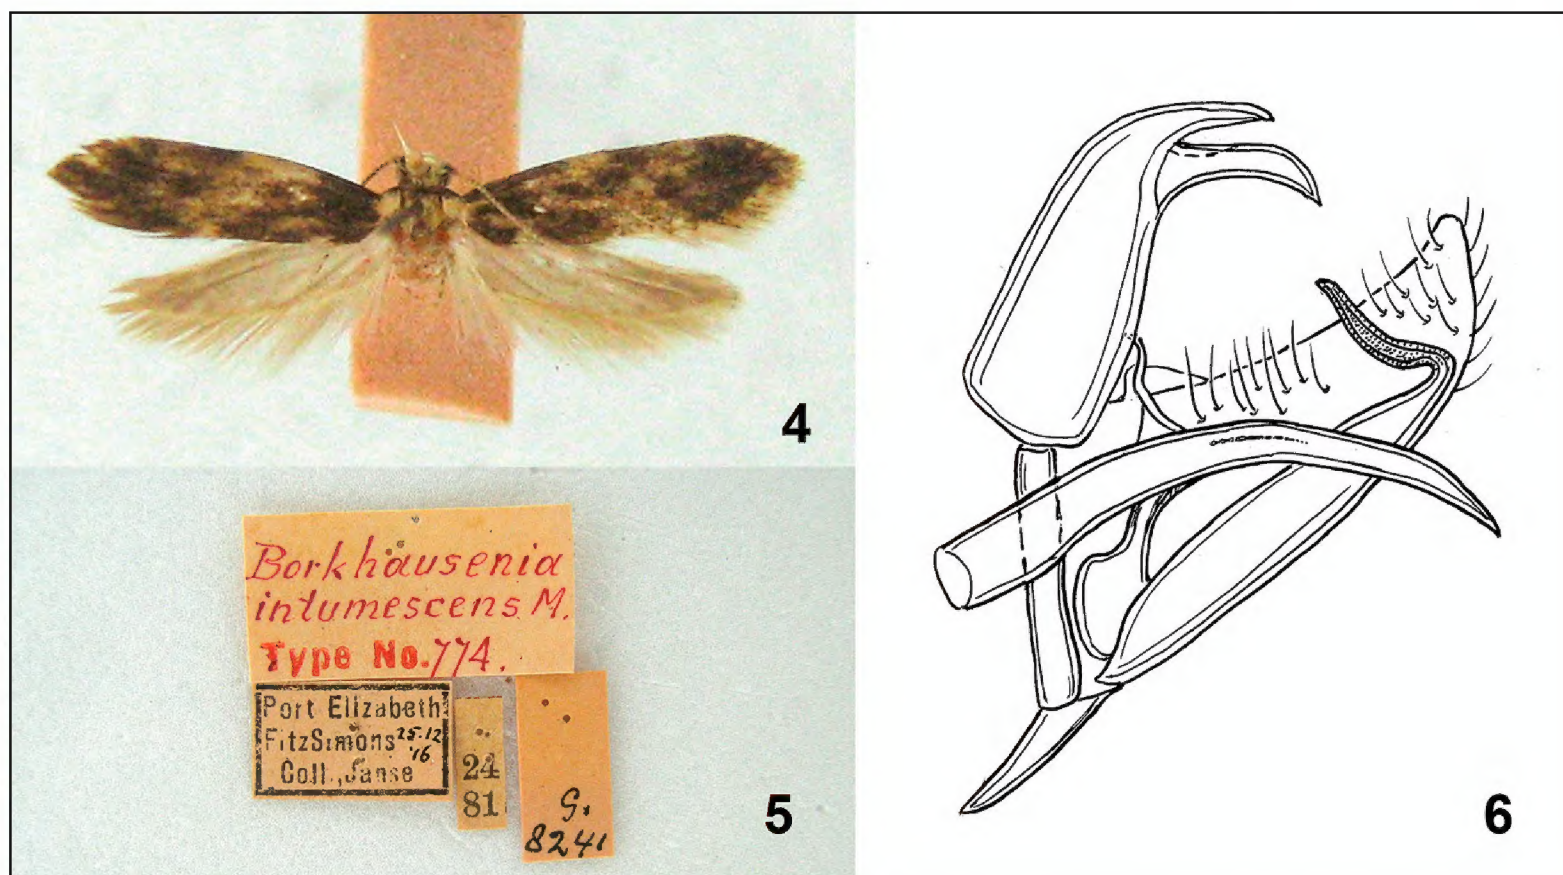 4
Borkhausenia
intumescens M.
Type No. 774.
Port Elizabeth
FitzSimons 25.12
'16
Coll., Janse
24
81
G.
8241
5
6